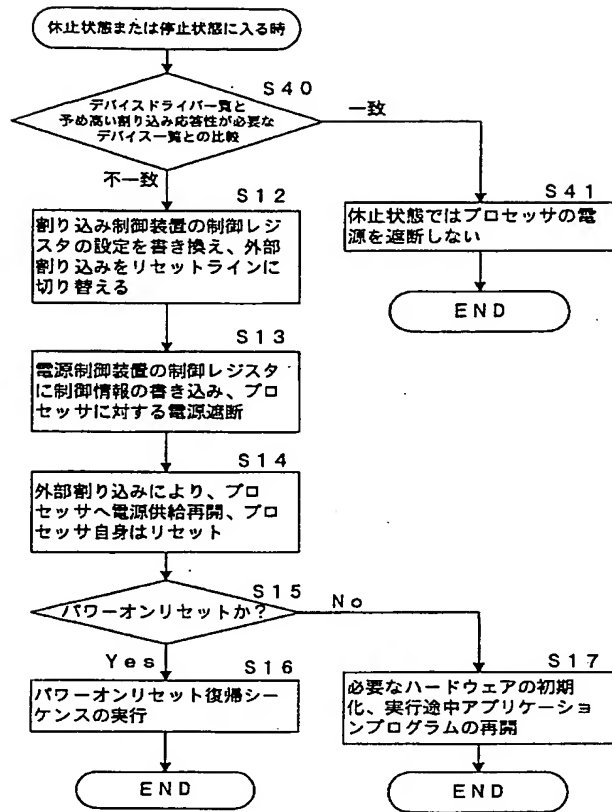 休止状態または停止状態に入る時
S40
デバイスドライバ一覧と
予め高い割り込み応答性が必要な
デバイス一覧との比較
一致
不一致
S41
休止状態ではプロセッサの電
源を遮断しない
END
S12
割り込み制御装置の制御レジ
スタの設定を書き換え、外部
割り込みをリセットラインに
切り替える
S13
電源制御装置の制御レジスタ
に制御情報の書き込み、プロ
セッサに対する電源遮断
S14
外部割り込みにより、プロ
セッサへ電源供給再開、プロ
セッサ自身はリセット
S15
パワーオンリセットか?
No
Yes
S16
パワーオンリセット復帰シー
ケンスの実行
END
S17
必要なハードウェアの初期
化、実行途中アプリケーショ
ンプログラムの再開
END